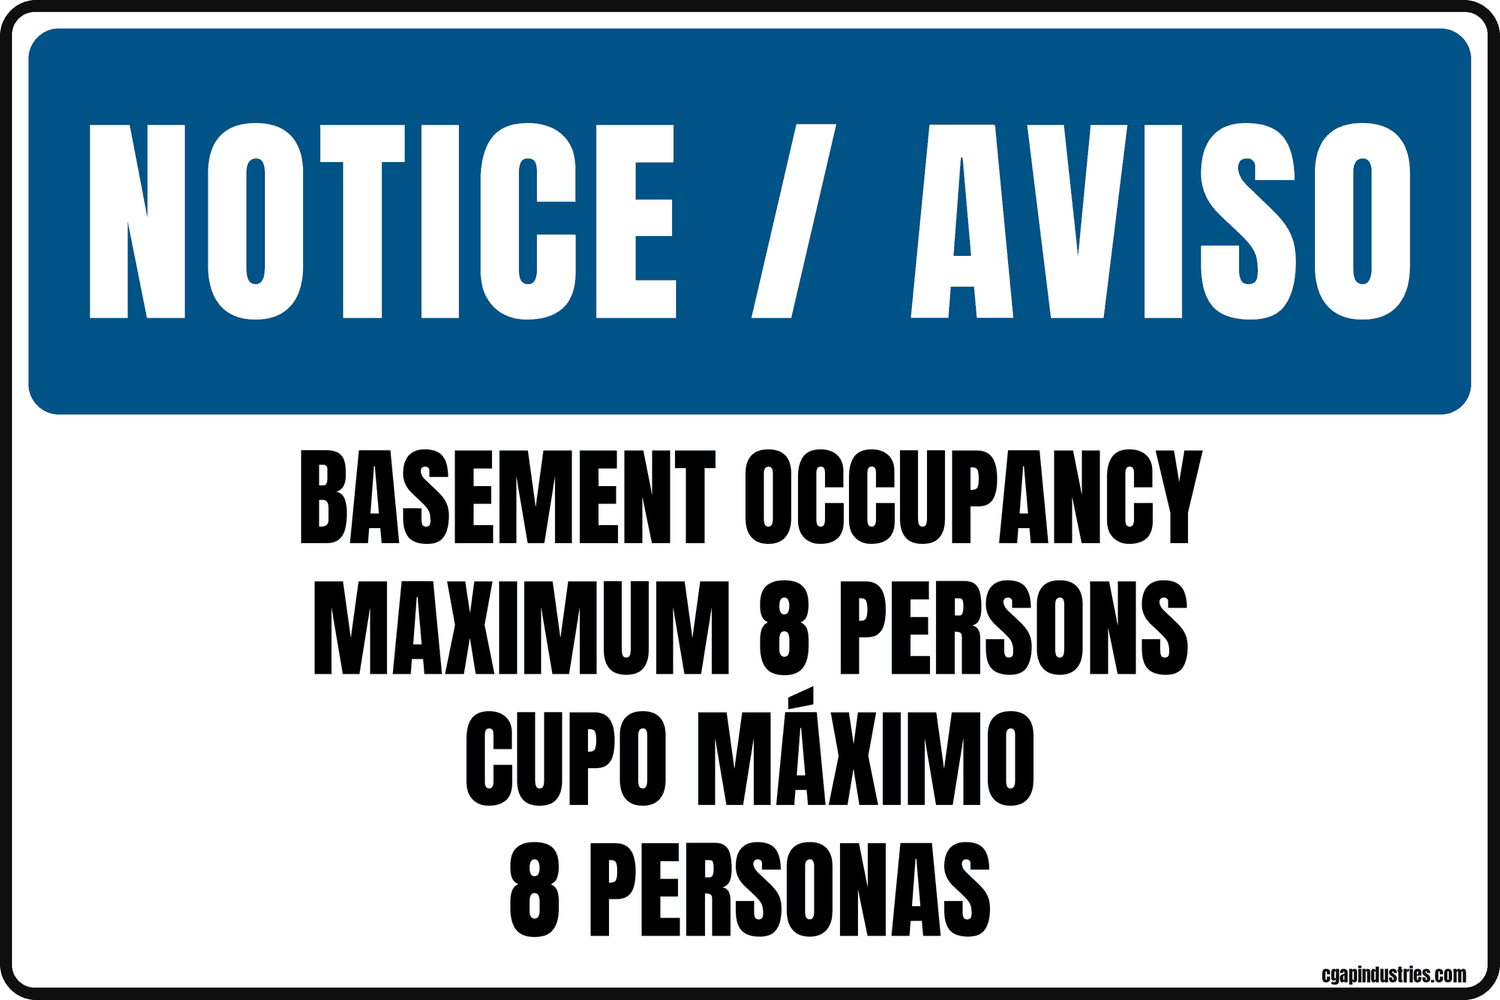 NOTICE / AVISO
BASEMENT OCCUPANCY
MAXIMUM 8 PERSONS
CUPO MÁXIMO
8 PERSONAS
cgapindustries.com